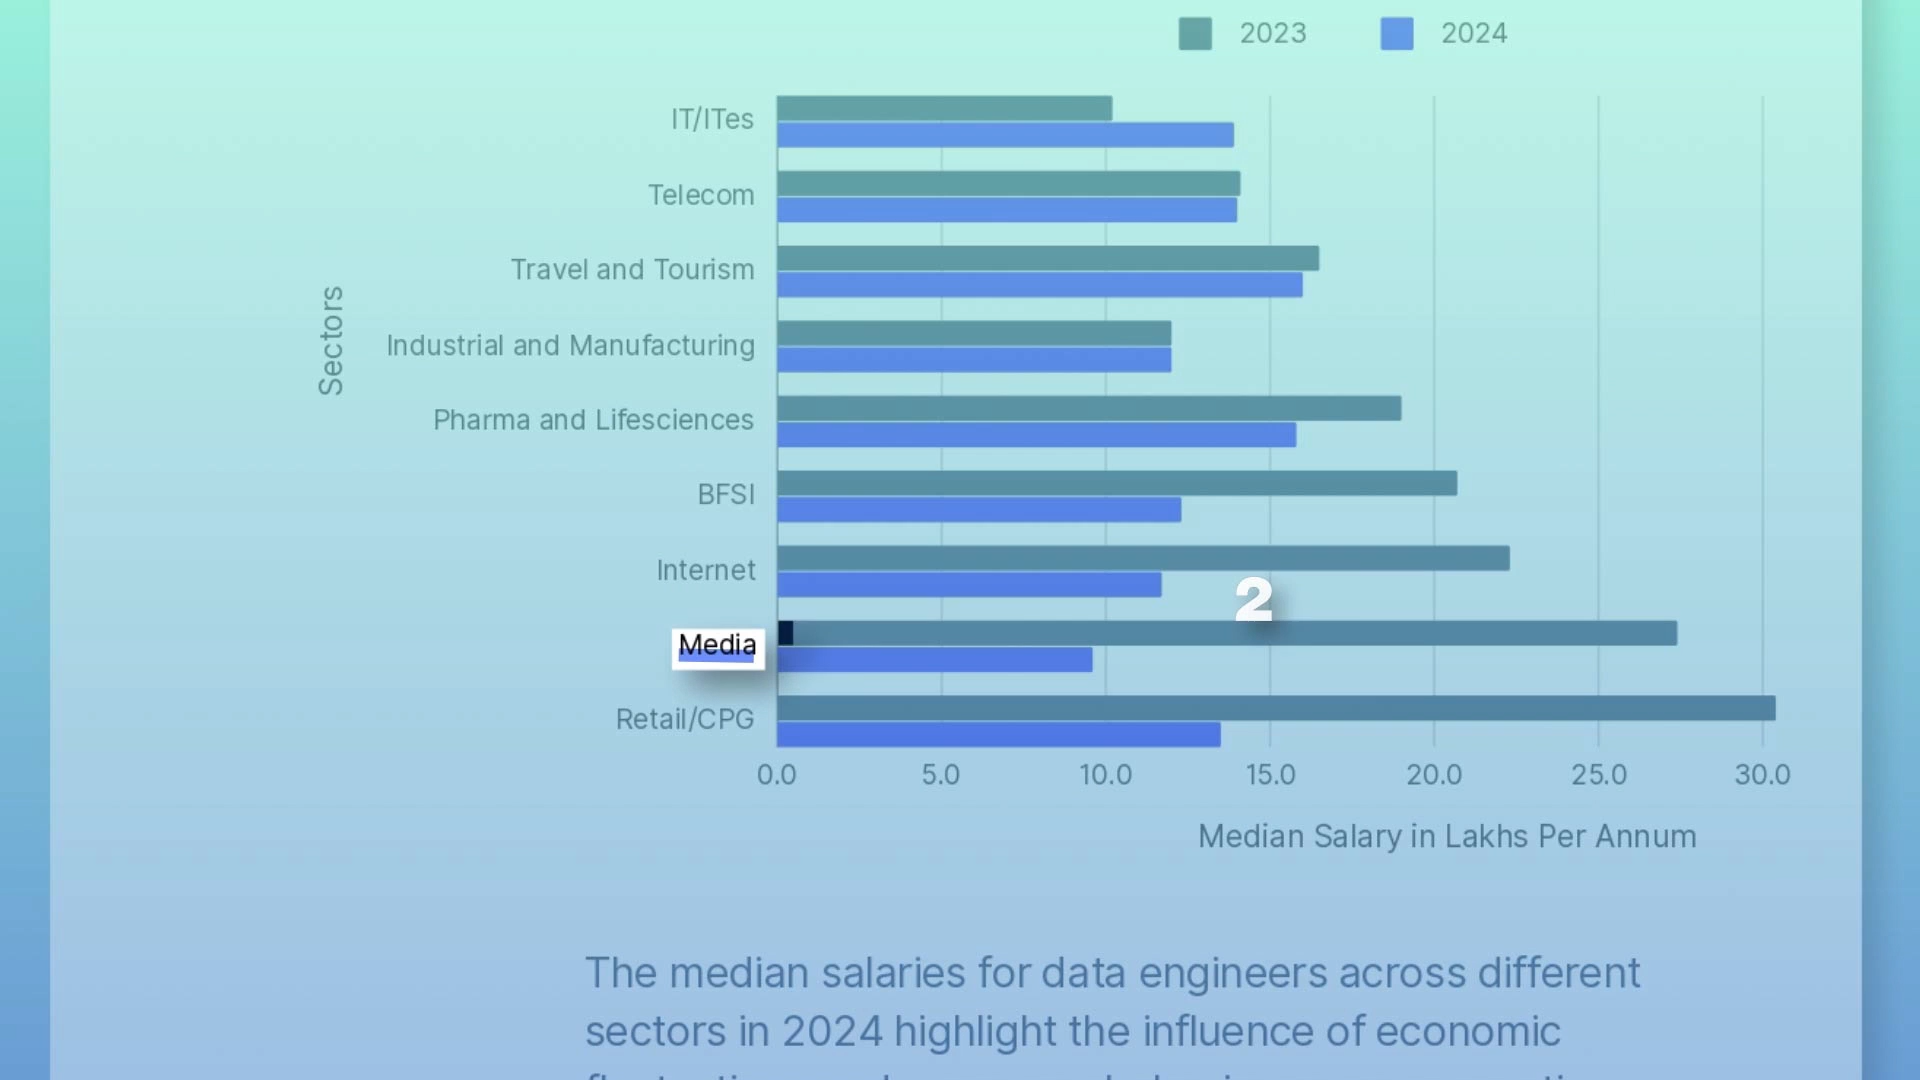 2023 2024
IT/ITes
Telecom
Travel and Tourism
Sectors
Industrial and Manufacturing
Pharma and Lifesciences
BFSI
Internet
2
Media
Retail/CPG
0.0 5.0 10.0 15.0 20.0 25.0 30.0
Median Salary in Lakhs Per Annum
The median salaries for data engineers across different
sectors in 2024 highlight the influence of economic